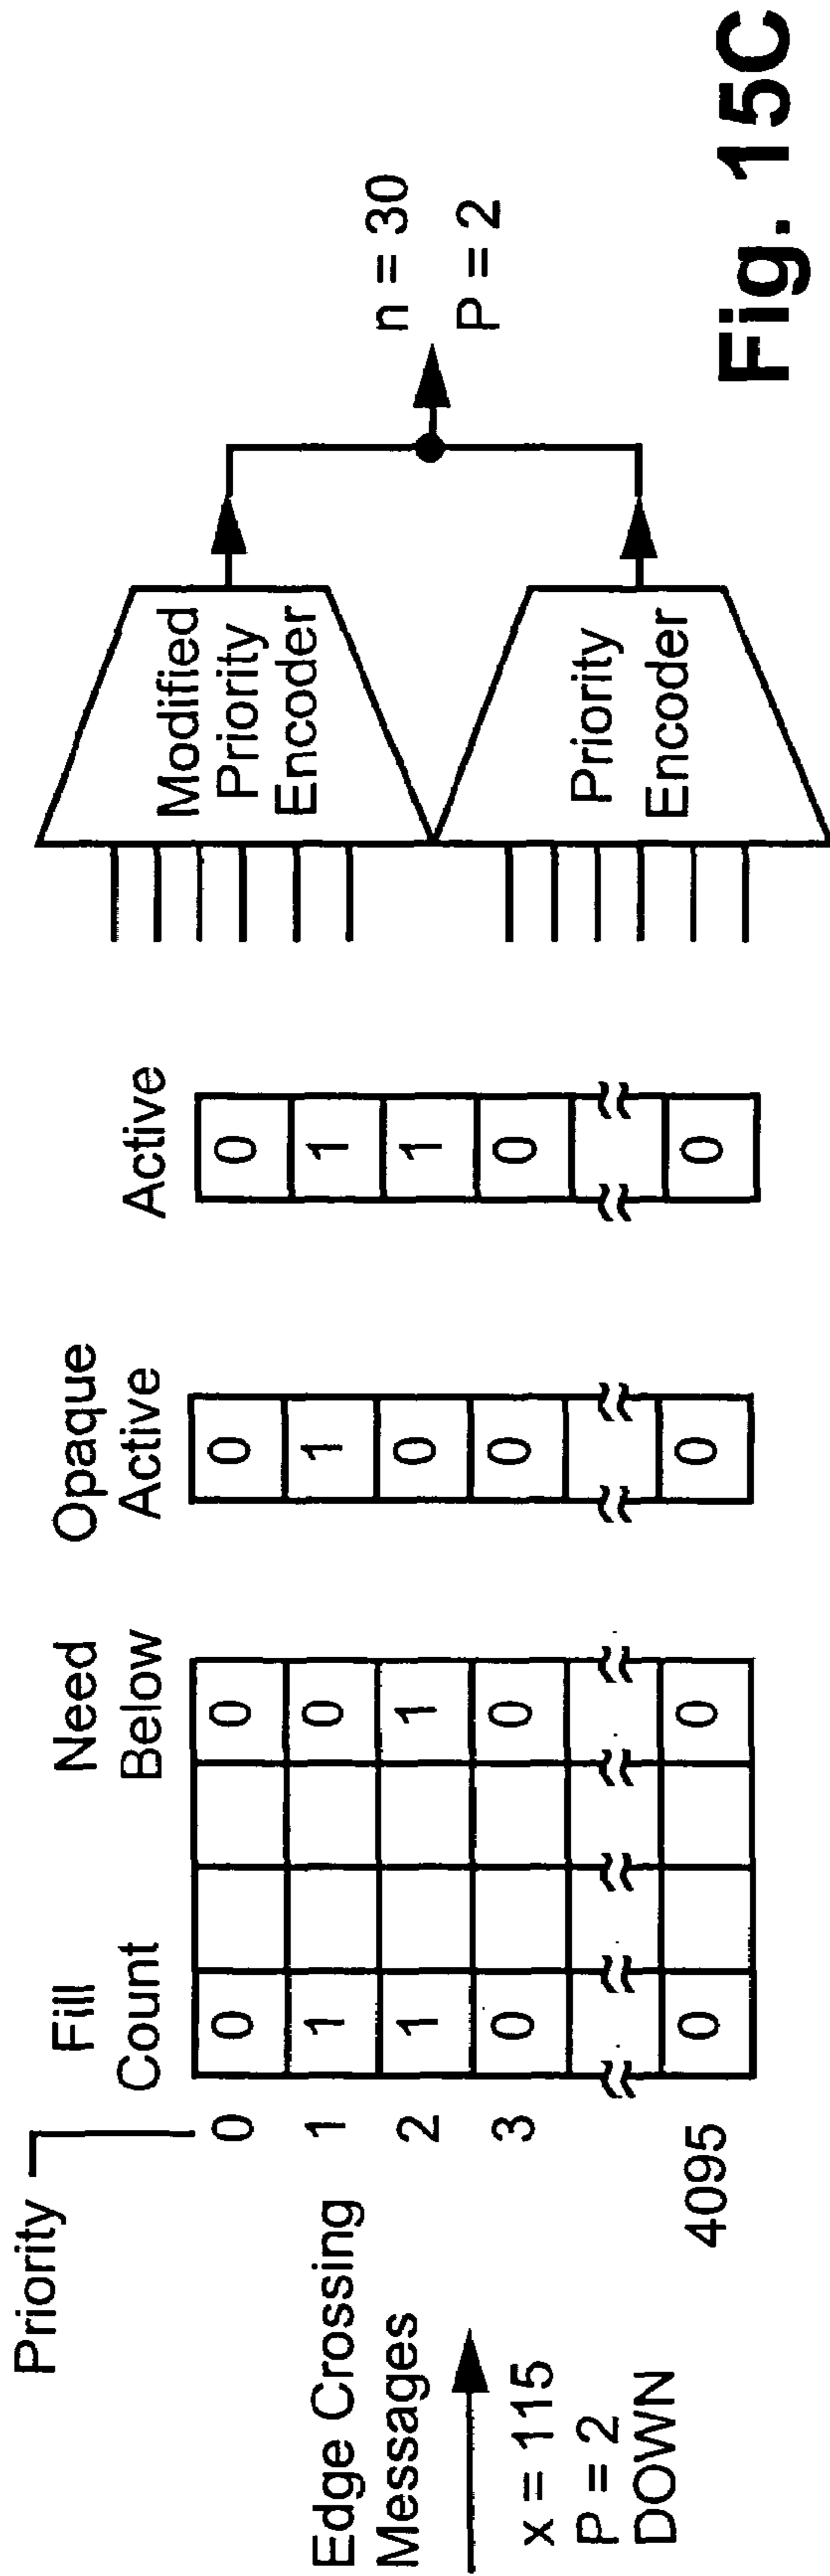 Priority
Edge Crossing
Messages
x = 115
P = 2
DOWN
Fill
Count
Need
Below
Opaque
Active
Active
0 0 0 0 0
1 1 0 1 1
2 1 1 0 1
3 0 0 0 0
4095 0 0 0 0
Modified
Priority
Encoder
Priority
Encoder
n = 30
P = 2
Fig. 15C